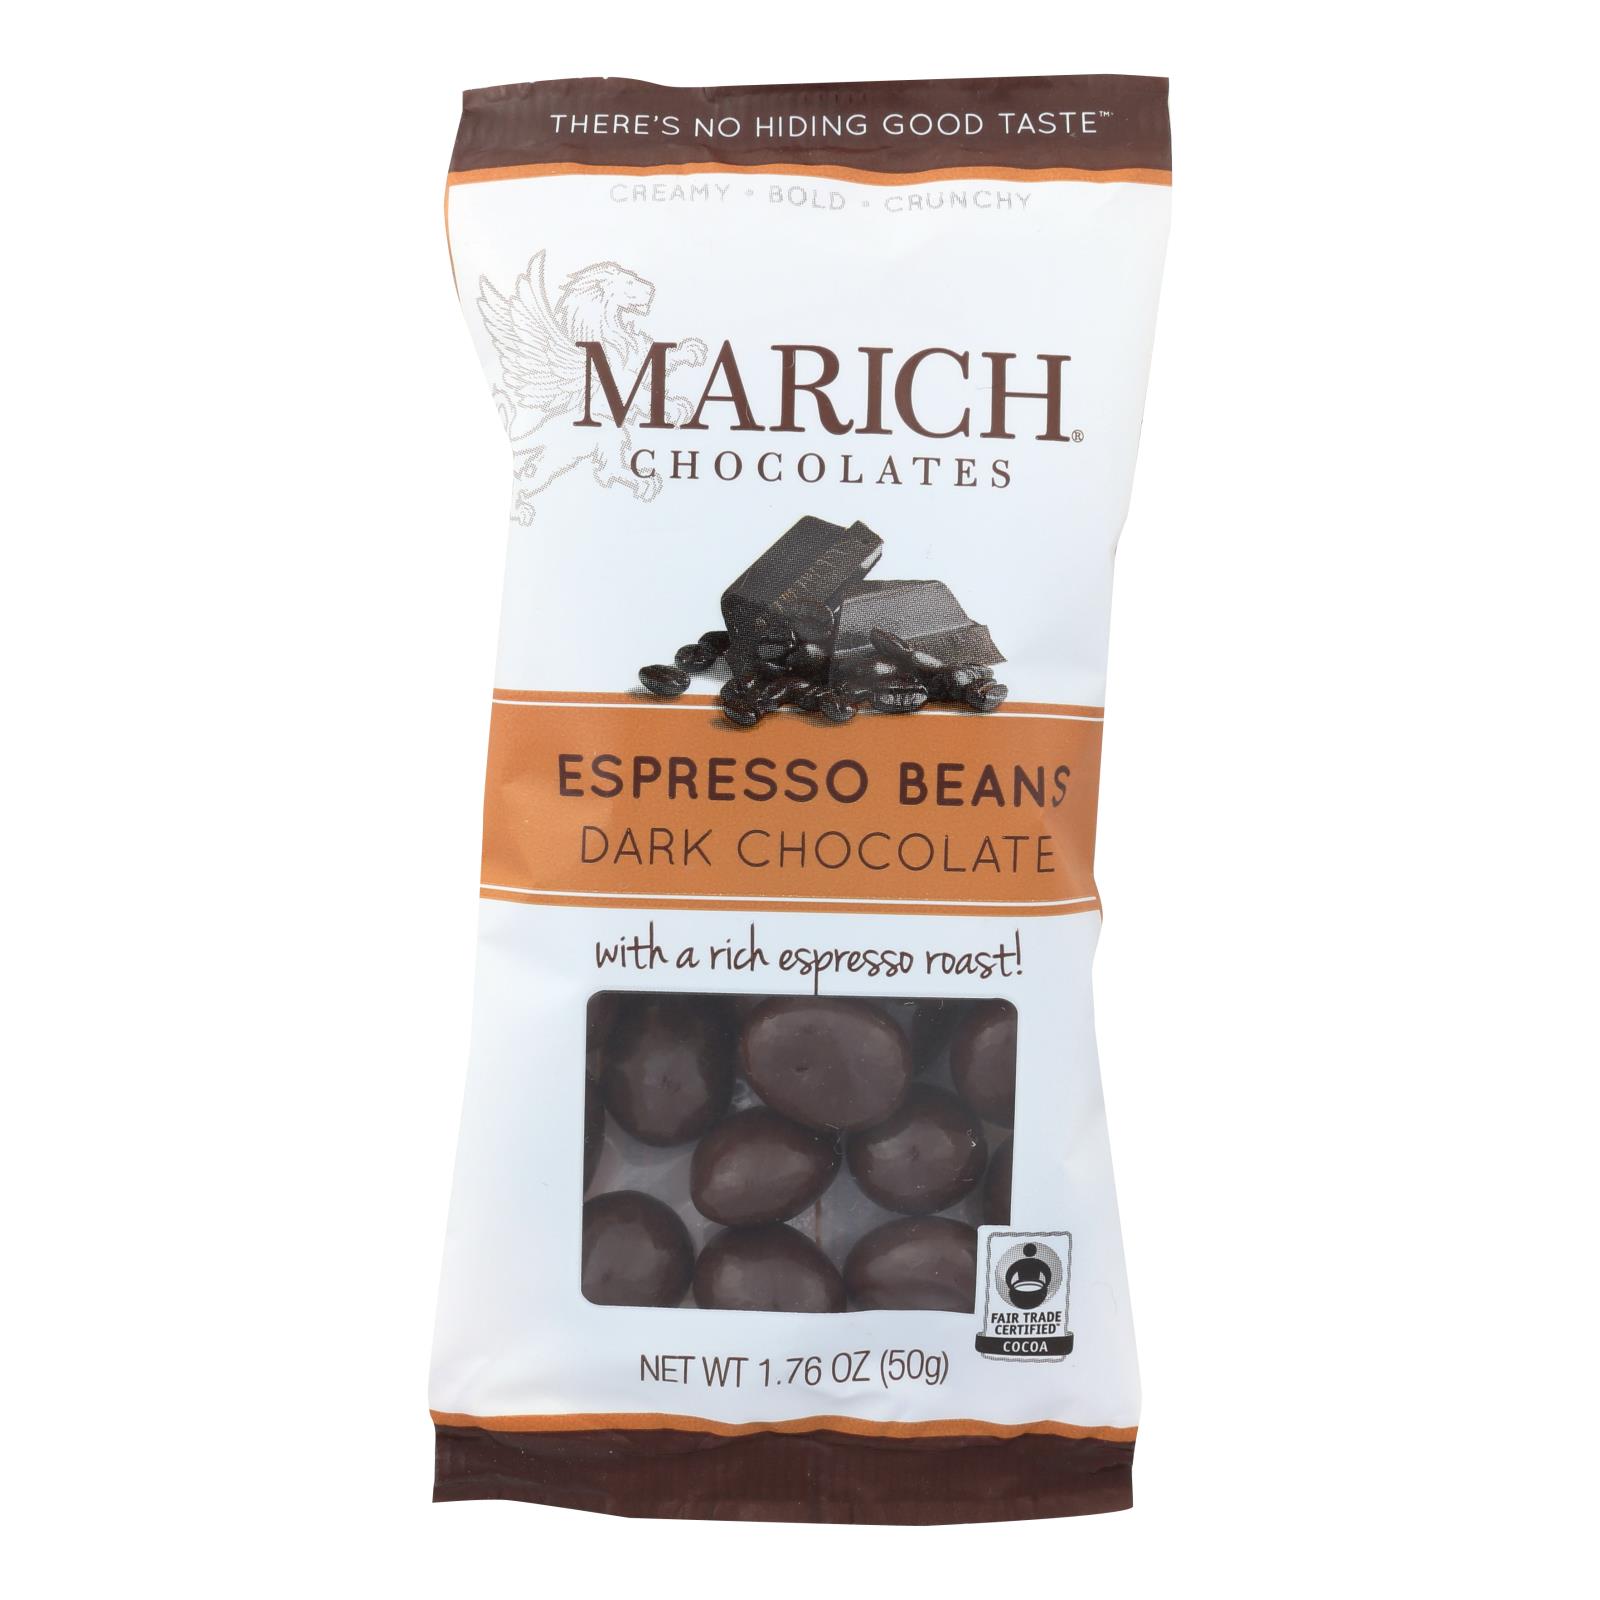 THERE'S NO HIDING GOOD TASTE™
CREAMY • BOLD • CRUNCHY
MARICH®
CHOCOLATES
ESPRESSO BEANS
DARK CHOCOLATE
with a rich espresso roast!
FAIR TRADE
CERTIFIED™
COCOA
NET WT 1.76 OZ (50g)